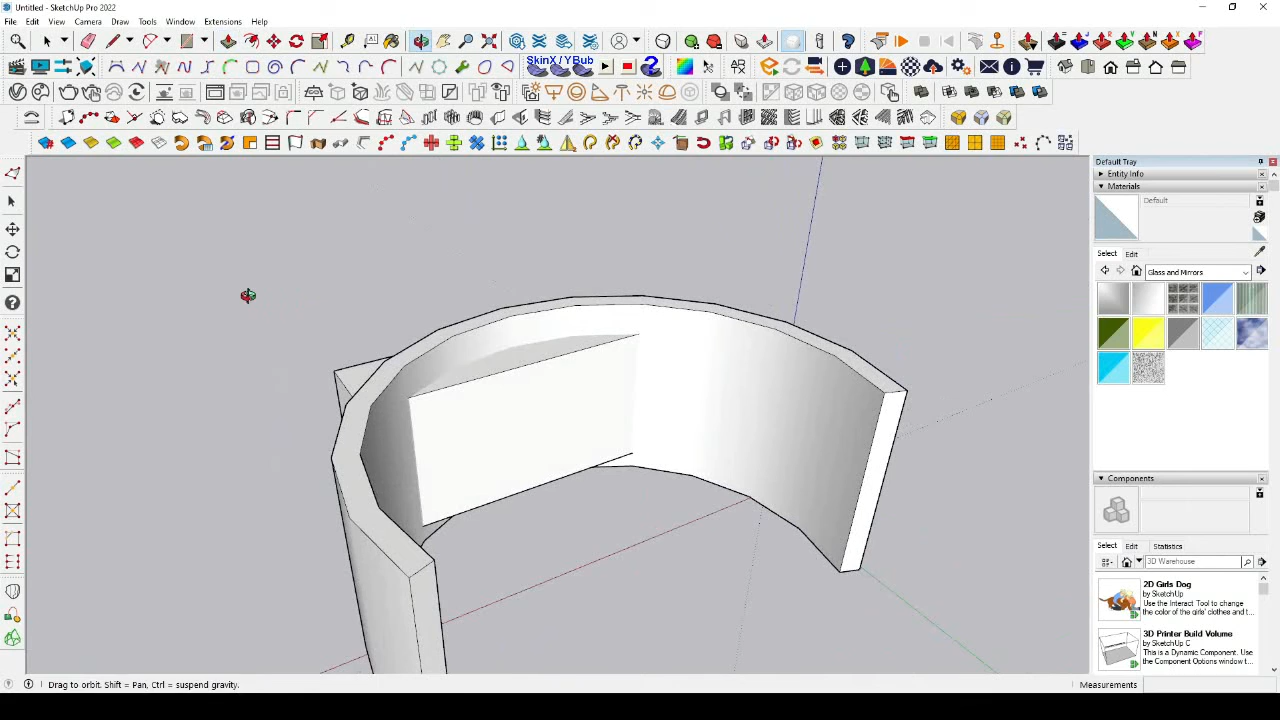 Untitled - SketchUp Pro 2022
File Edit View Camera Draw Tools Window Extensions Help
SkinX / YBub
Default Tray
Entity Info
Materials
Default
Select Edit
Glass and Mirrors
Components
Select Edit Statistics
3D Warehouse
2D Girls Dog
by SketchUp
Use the Interact Tool to change
the color of the girls' clothes and t...
3D Printer Build Volume
by SketchUp C
This is a Dynamic Component. Use
the Component Options window t...
Drag to orbit. Shift = Pan, Ctrl = suspend gravity.
Measurements